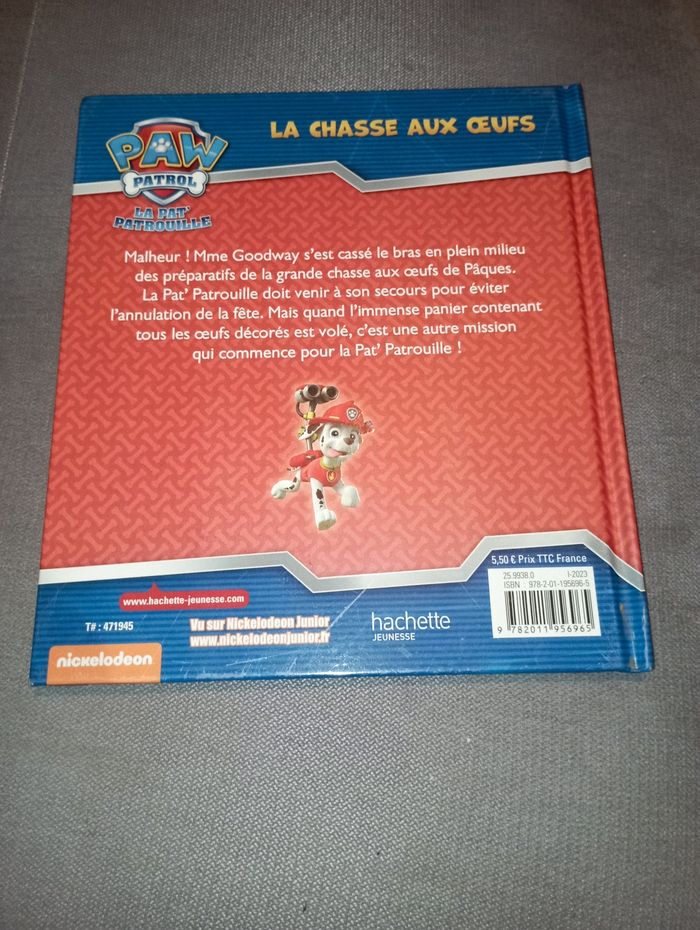 LA CHASSE AUX ŒUFS
PAW
PATROL
LA PAT'
PATROUILLE
Malheur ! Mme Goodway s'est cassé le bras en plein milieu
des préparatifs de la grande chasse aux œufs de Pâques.
La Pat' Patrouille doit venir à son secours pour éviter
l'annulation de la fête. Mais quand l'immense panier contenant
tous les œufs décorés est volé, c'est une autre mission
qui commence pour la Pat' Patrouille !
5,50 € Prix TTC France
25.9938.0 I-2023
ISBN : 978-2-01-195696-5
9 782011 956965
www.hachette-jeunesse.com
T# : 471945
Vu sur Nickelodeon Junior
www.nickelodeonjunior.fr
hachette
JEUNESSE
nickelodeon